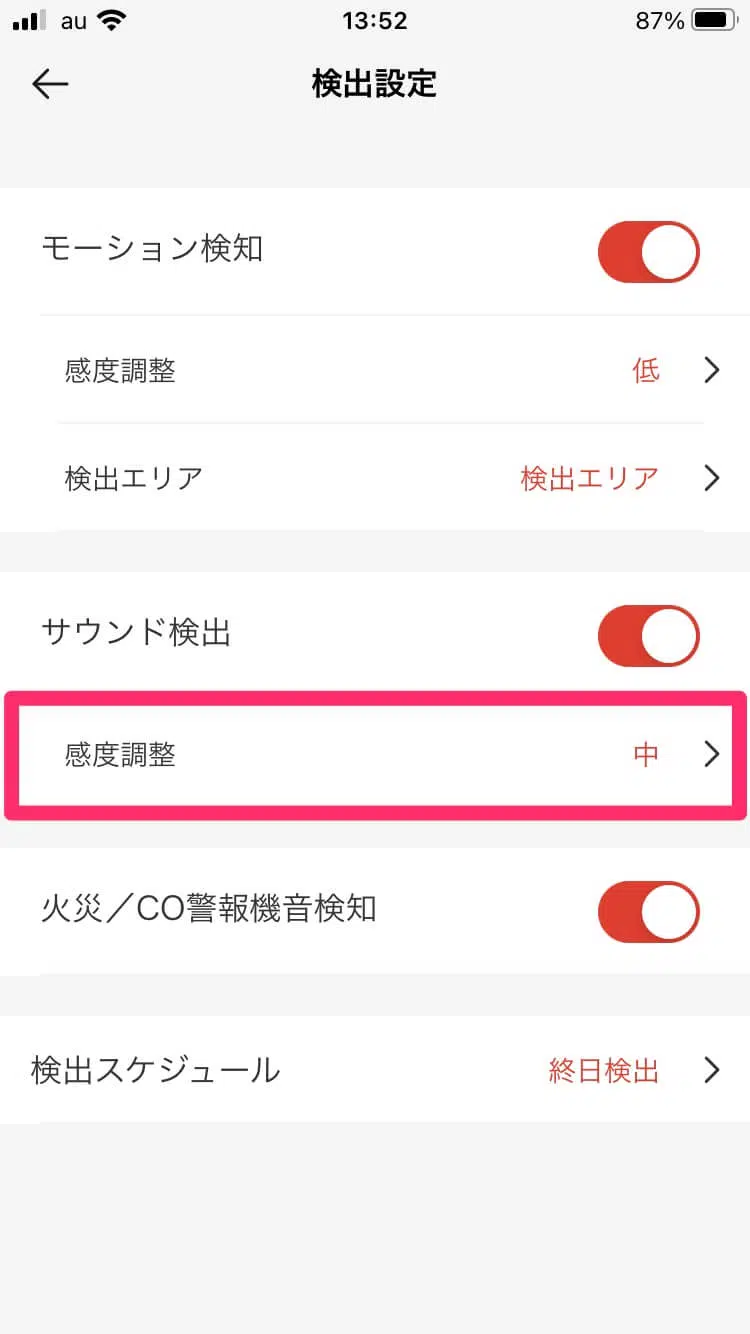 au 13:52 87%
検出設定
モーション検知
感度調整 低
検出エリア 検出エリア
サウンド検出
感度調整 中
火災／CO警報機音検知
検出スケジュール 終日検出